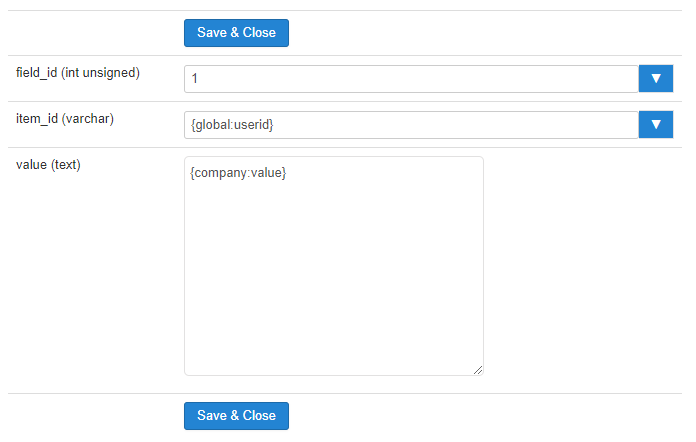 Save & Close
field_id (int unsigned)
1
item_id (varchar)
{global:userid}
value (text)
{company:value}
Save & Close